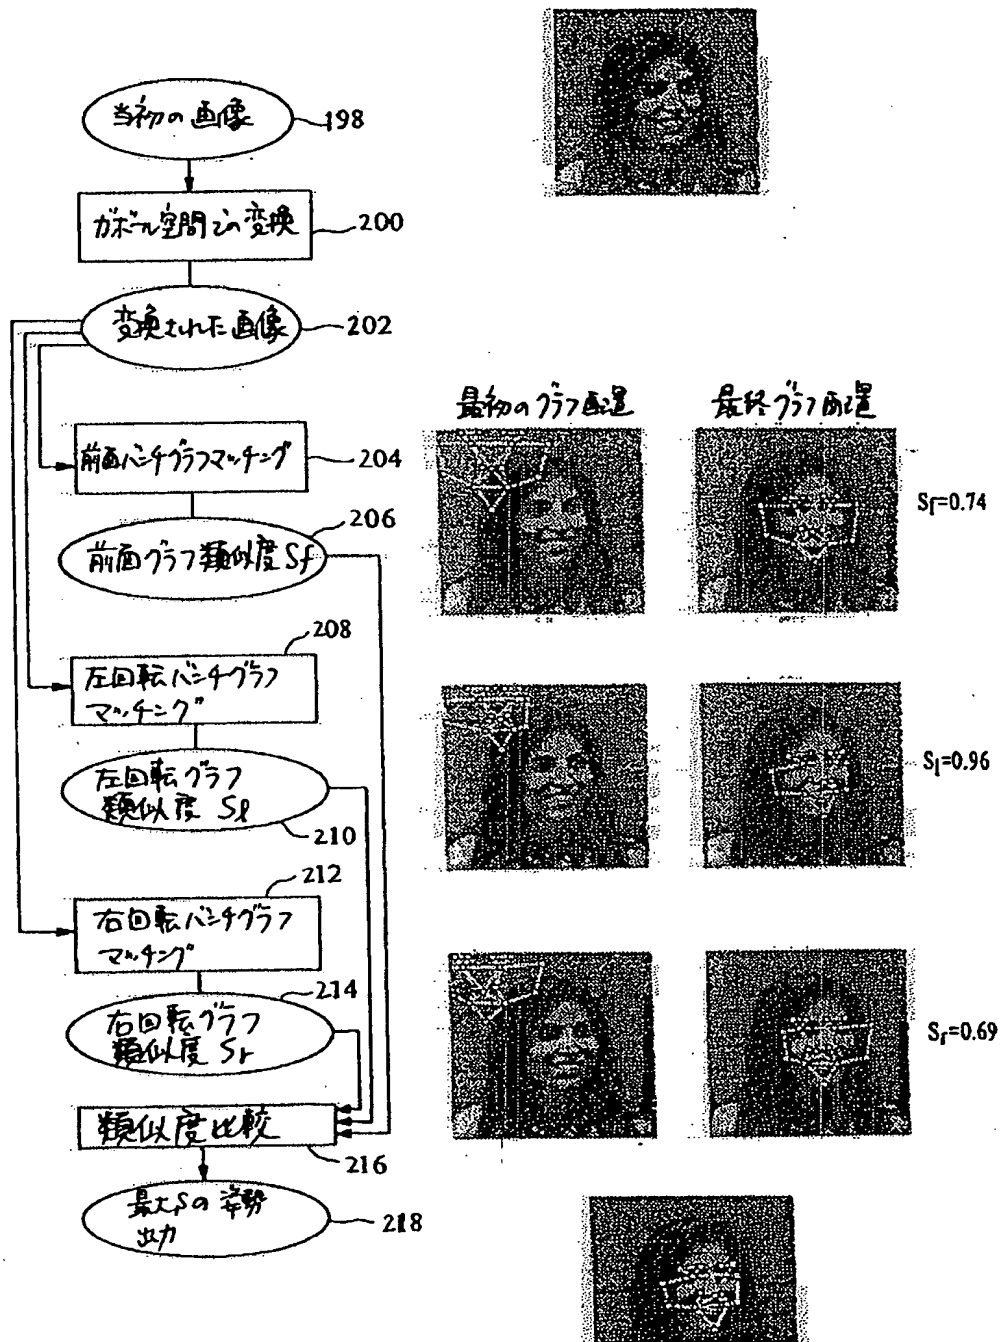 当初の画像
198
ガボール空間での変換
200
変換された画像
202
最初のグラフ配置
最終グラフ配置
前面バンチグラフマッチング
204
Sf=0.74
206
前面グラフ類似度 Sf
208
左回転バンチグラフ
マッチング
左回転グラフ
類似度 Sl
210
Sl=0.96
212
右回転バンチグラフ
マッチング
214
右回転グラフ
類似度 Sr
Sr=0.69
類似度比較
216
最大Sの姿勢
出力
218